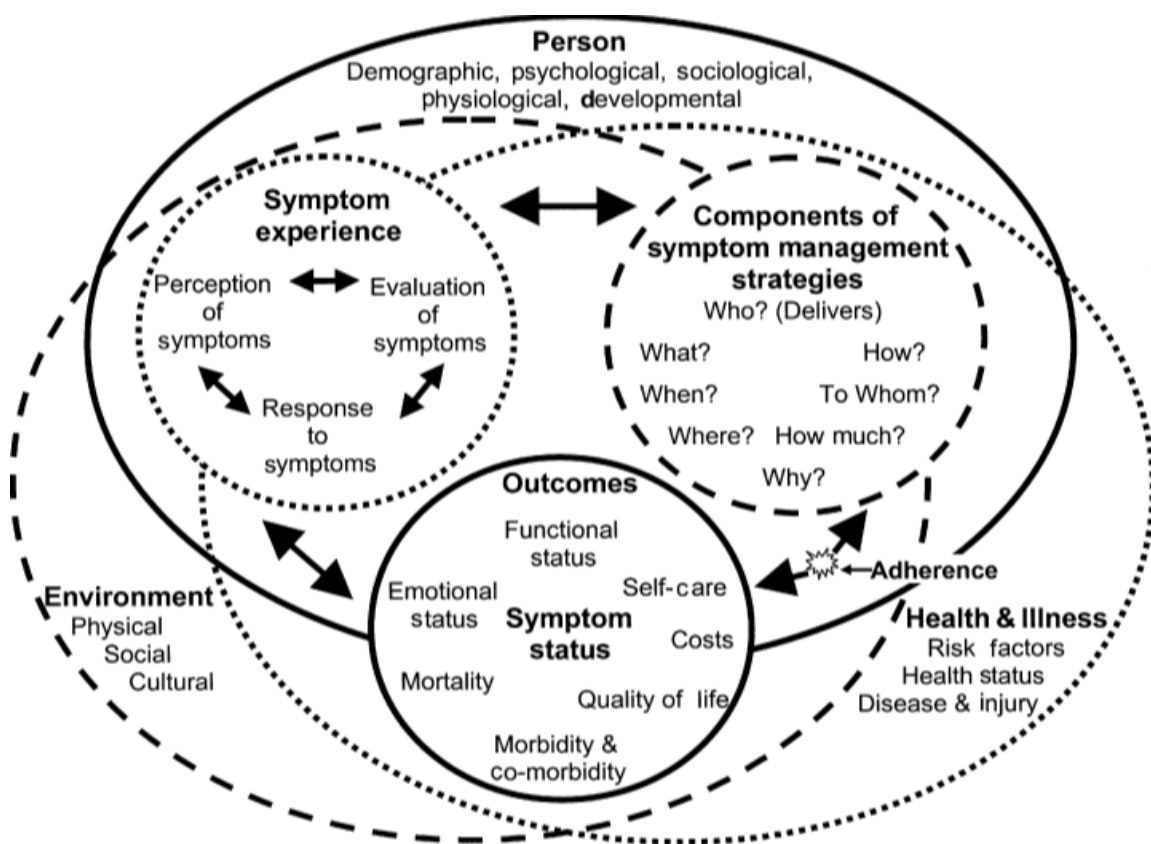 Person
Demographic, psychological, sociological,
physiological, developmental
Symptom
experience
Perception
of
symptoms
Evaluation
of
symptoms
Response
to
symptoms
Components of
symptom management
strategies
Who? (Delivers)
What?
How?
When?
To Whom?
Where?
How much?
Why?
Outcomes
Functional
status
Emotional
status
Self-care
Symptom
status
Costs
Mortality
Quality of life
Morbidity &
co-morbidity
Adherence
Environment
Physical
Social
Cultural
Health & Illness
Risk factors
Health status
Disease & injury